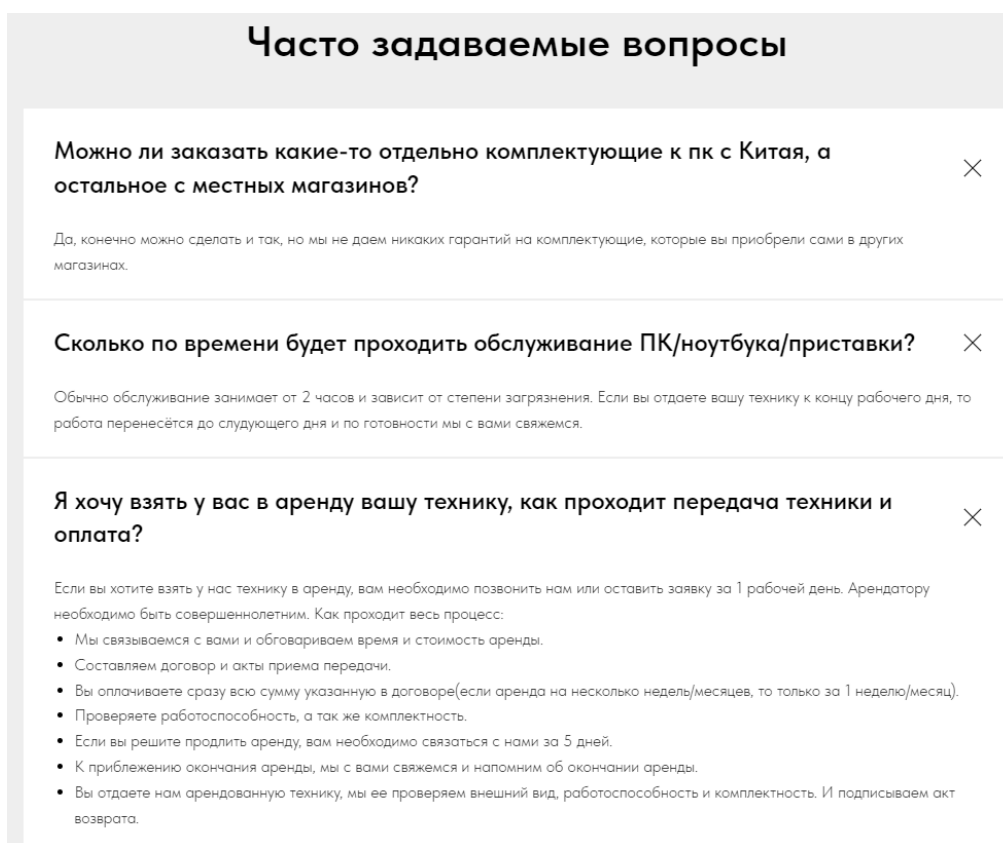 Часто задаваемые вопросы
Можно ли заказать какие-то отдельно комплектующие к пк с Китая, а
остальное с местных магазинов?
Да, конечно можно сделать и так, но мы не даем никаких гарантий на комплектующие, которые вы приобрели сами в других
магазинах.
Сколько по времени будет проходить обслуживание ПК/ноутбука/приставки?
Обычно обслуживание занимает от 2 часов и зависит от степени загрязнения. Если вы отдаете вашу технику к концу рабочего дня, то
работа перенесётся до слудующего дня и по готовности мы с вами свяжемся.
Я хочу взять у вас в аренду вашу технику, как проходит передача техники и
оплата?
Если вы хотите взять у нас технику в аренду, вам необходимо позвонить нам или оставить заявку за 1 рабочей день. Арендатору
необходимо быть совершеннолетним. Как проходит весь процесс:
• Мы связываемся с вами и обговариваем время и стоимость аренды.
• Составляем договор и акты приема передачи.
• Вы оплачиваете сразу всю сумму указанную в договоре(если аренда на несколько недель/месяцев, то только за 1 неделю/месяц).
• Проверяете работоспособность, а так же комплектность.
• Если вы решите продлить аренду, вам необходимо связаться с нами за 5 дней.
• К приблежению окончания аренды, мы с вами свяжемся и напомним об окончании аренды.
• Вы отдаете нам арендованную технику, мы ее проверяем внешний вид, работоспособность и комплектность. И подписываем акт
возврата.